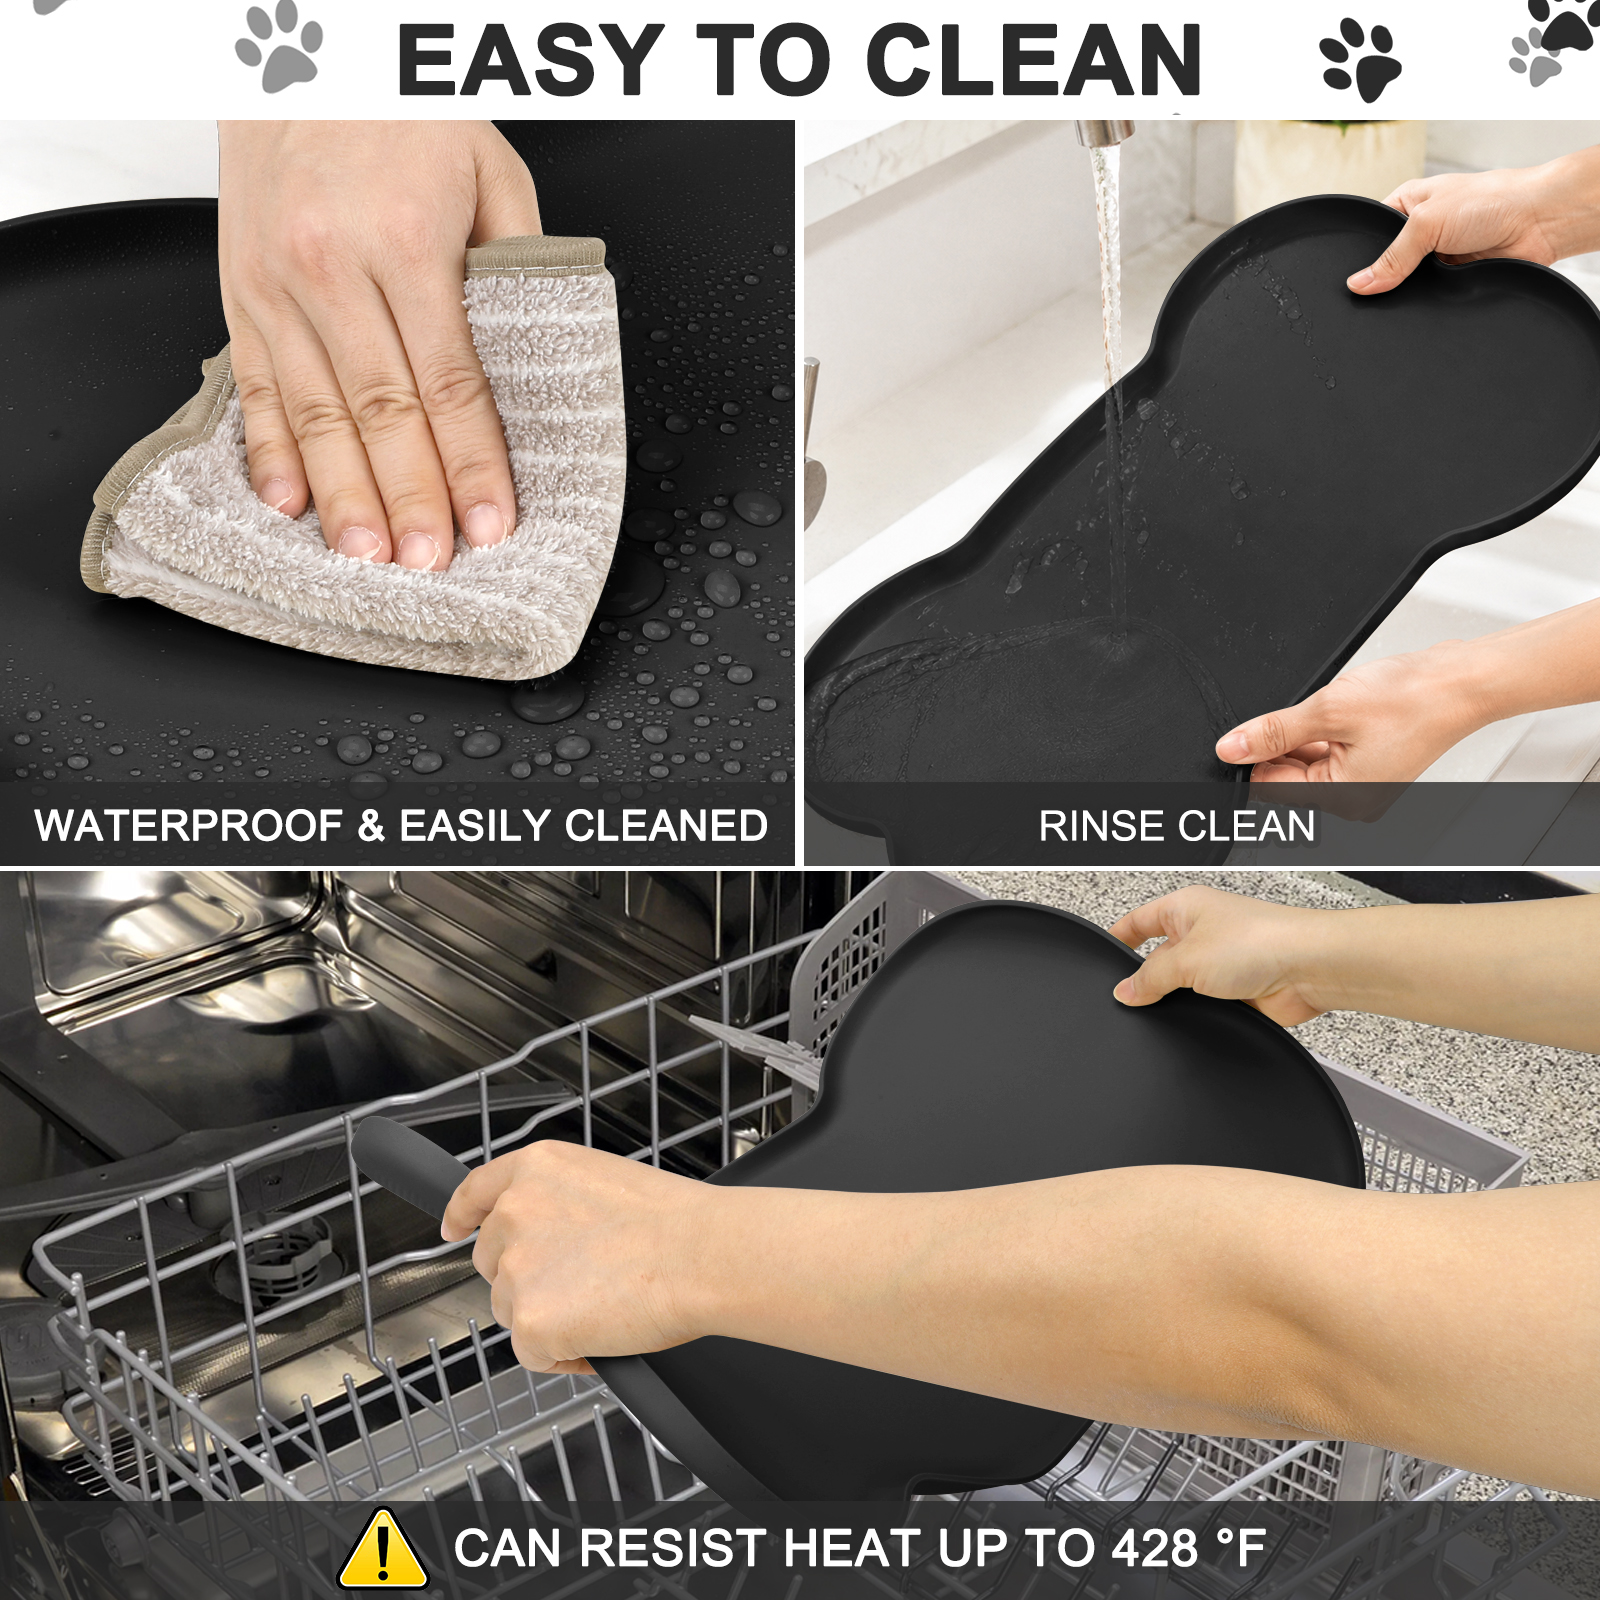 EASY TO CLEAN
WATERPROOF & EASILY CLEANED
RINSE CLEAN
CAN RESIST HEAT UP TO 428 °F